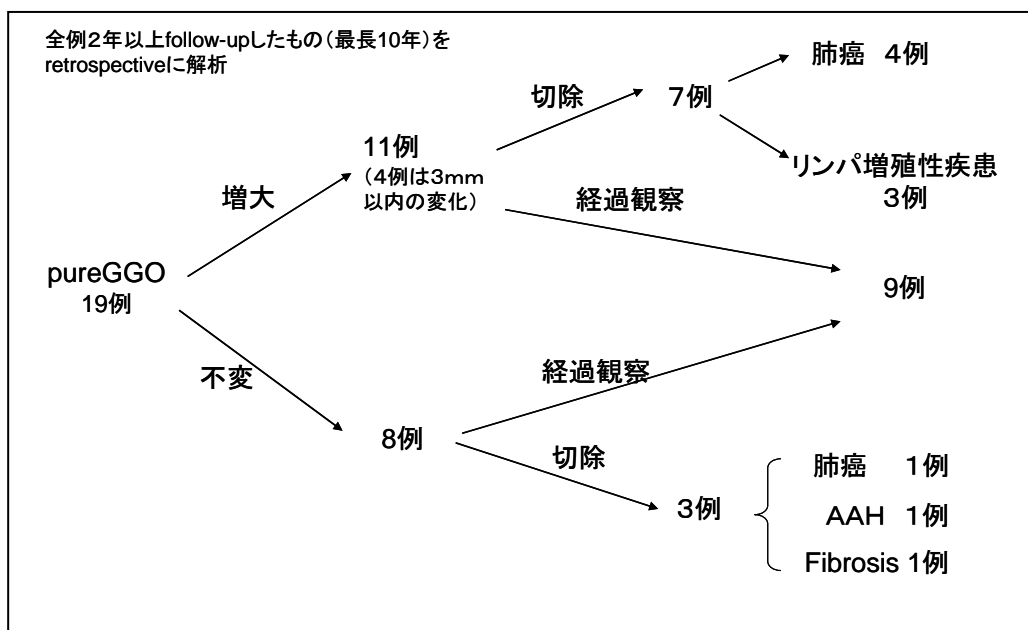 全例２年以上follow-upしたもの（最長10年）を
retrospectiveに解析
pureGGO
19例
増大
不変
11例
（４例は３ｍｍ
以内の変化）
8例
切除
経過観察
経過観察
切除
７例
9例
３例
肺癌 ４例
リンパ増殖性疾患
３例
肺癌 １例
AAH １例
Fibrosis 1例